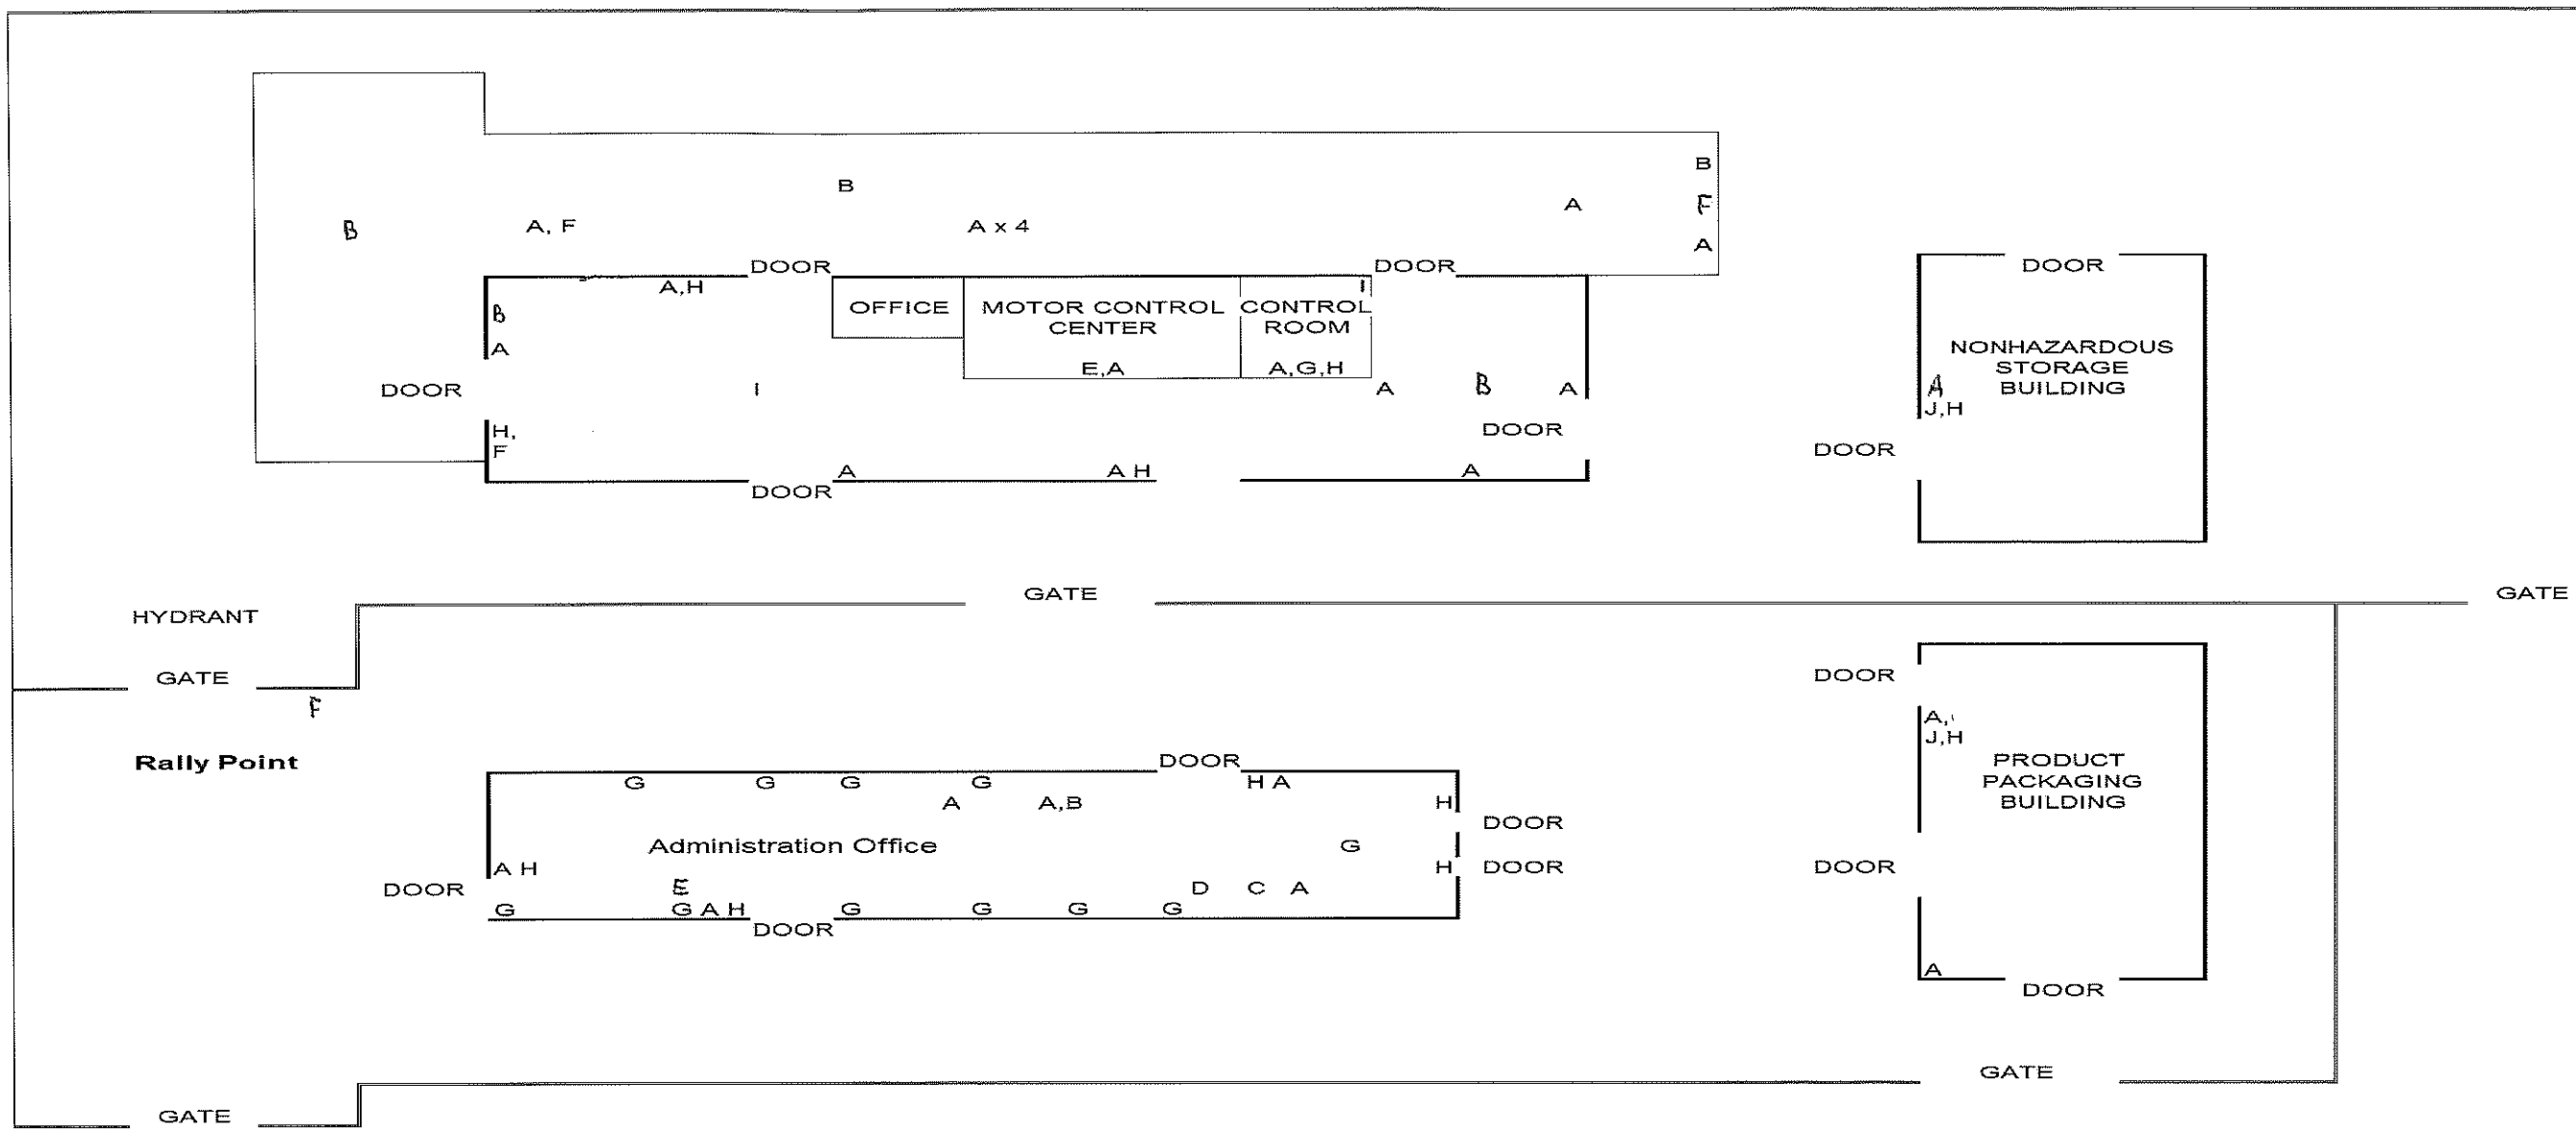 B
B
A
F
B
A, F
A x 4
A
DOOR
DOOR
DOOR
A,H
I
B
OFFICE
MOTOR CONTROL
CENTER
CONTROL
ROOM
A
NONHAZARDOUS
STORAGE
BUILDING
E,A
A,G,H
DOOR
I
A
B
A
A
J,H
H,
F
DOOR
DOOR
A
A H
A
DOOR
GATE
GATE
HYDRANT
GATE
DOOR
F
A,
J,H
Rally Point
DOOR
PRODUCT
PACKAGING
BUILDING
G
G
G
G
H A
A
A,B
H
DOOR
Administration Office
G
A H
H
DOOR
DOOR
DOOR
E
D
C
A
G
G A H
G
G
G
G
DOOR
A
DOOR
GATE
GATE